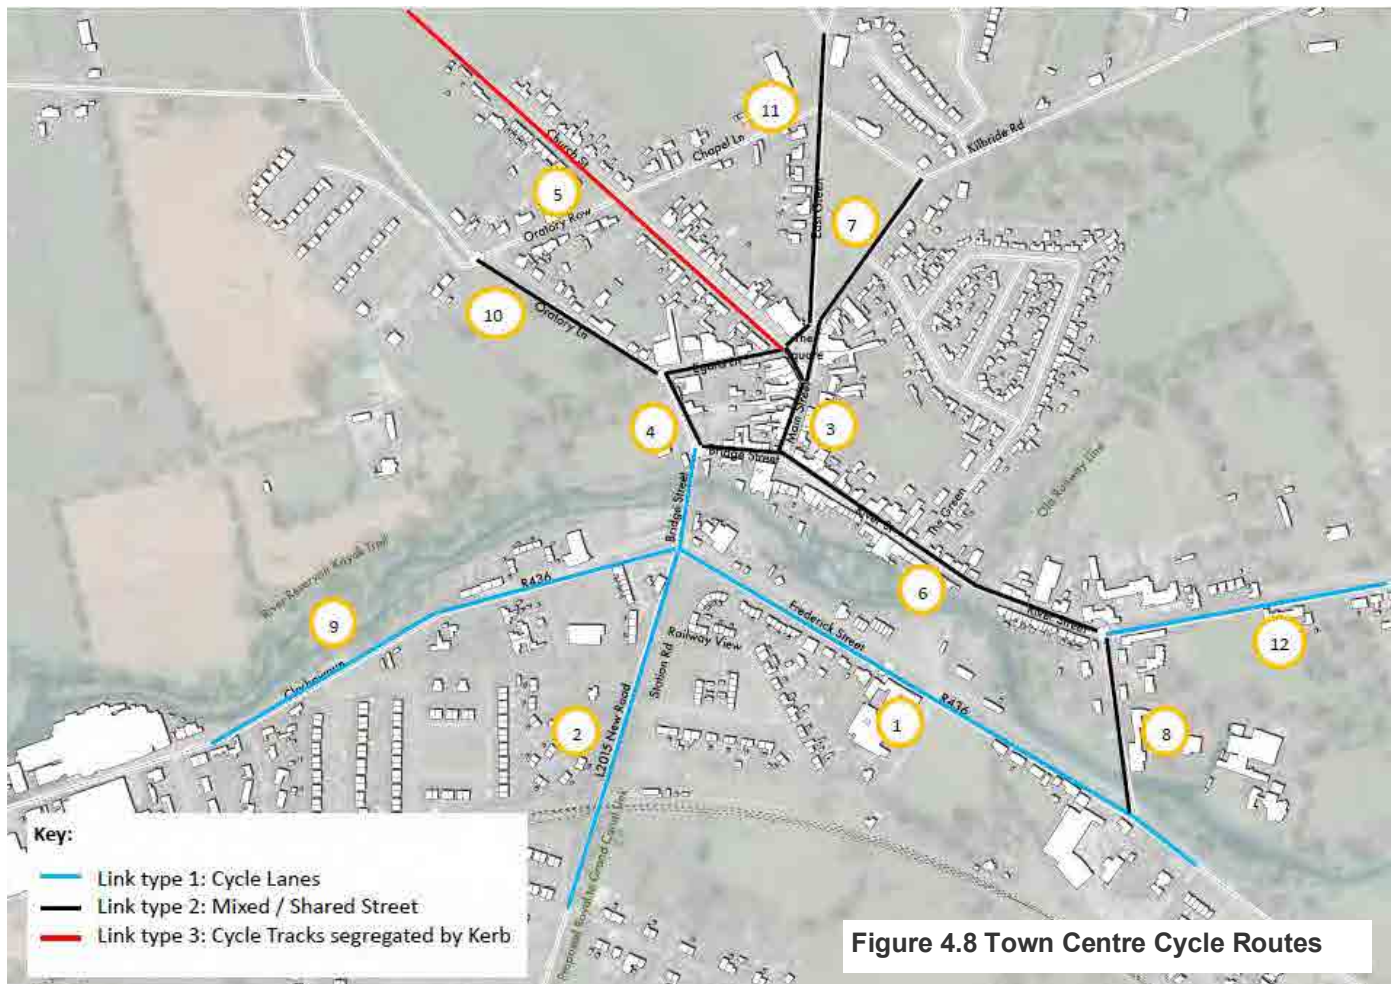 11
Chapel Ln
Kilbride Rd
Church St
5
Oratory Row
East Green
7
10
Oratory Ln
The
Square
4
Main Street
3
Bridge Street
Old Railway Line
The Green
Bridge Street
River Reservoir Kayak Trail
R436
6
River Street
9
Frederick Street
12
Railway View
Station Rd
R436
1
2
L2015 New Road
8
Key:
Link type 1: Cycle Lanes
Link type 2: Mixed / Shared Street
Link type 3: Cycle Tracks segregated by Kerb
Figure 4.8 Town Centre Cycle Routes